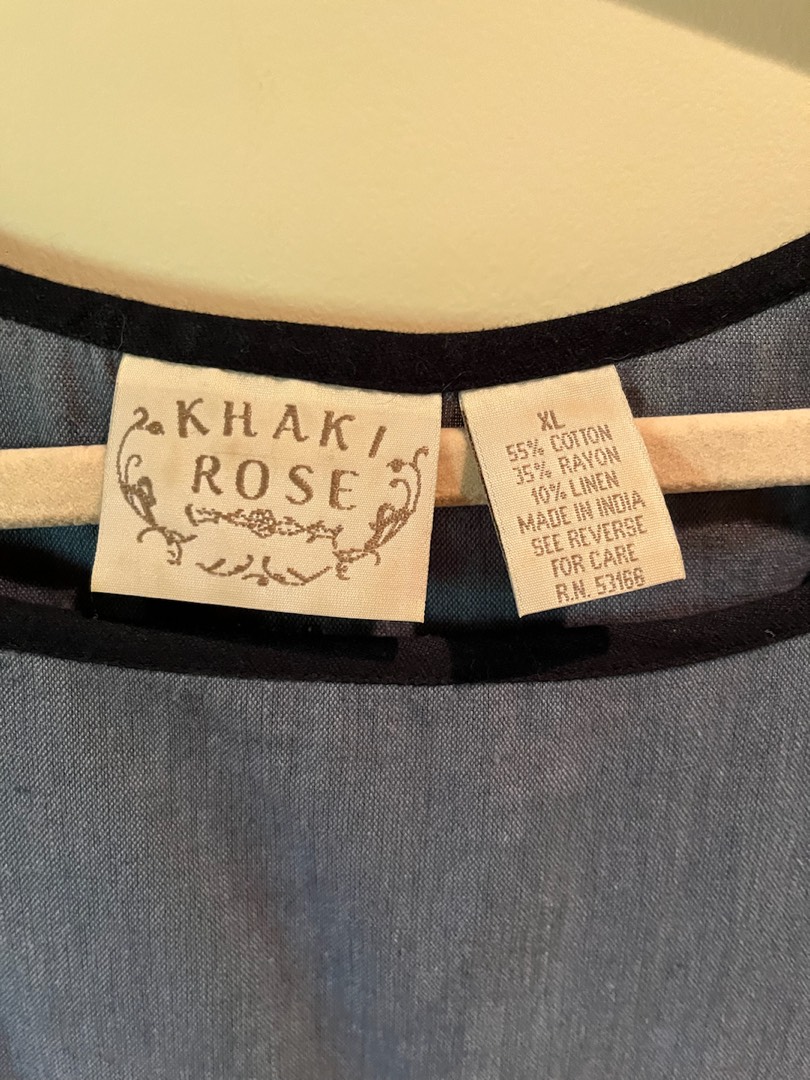 KHAKI
ROSE
XL
55% COTTON
35% RAYON
10% LINEN
MADE IN INDIA
SEE REVERSE
FOR CARE
R.N. 53166